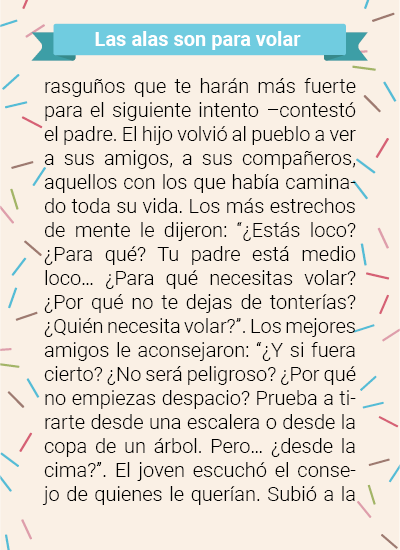 Las alas son para volar
rasguños que te harán más fuerte
para el siguiente intento –contestó
el padre. El hijo volvió al pueblo a ver
a sus amigos, a sus compañeros,
aquellos con los que había camina-
do toda su vida. Los más estrechos
de mente le dijeron: “¿Estás loco?
¿Para qué? Tu padre está medio
loco... ¿Para qué necesitas volar?
¿Por qué no te dejas de tonterías?
¿Quién necesita volar?”. Los mejores
amigos le aconsejaron: “¿Y si fuera
cierto? ¿No será peligroso? ¿Por qué
no empiezas despacio? Prueba a ti-
rarte desde una escalera o desde la
copa de un árbol. Pero... ¿desde la
cima?”. El joven escuchó el conse-
jo de quienes le querían. Subió a la